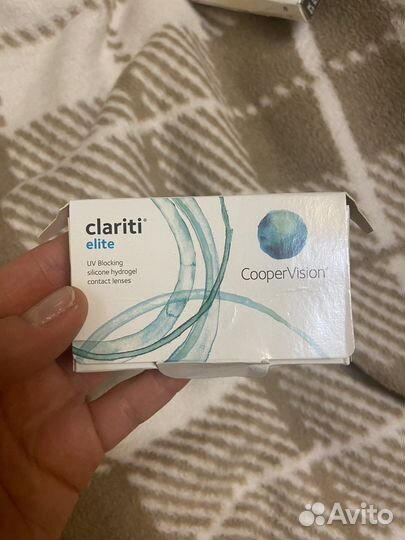 clariti®
elite
UV Blocking
silicone hydrogel
contact lenses
CooperVision®
Avito